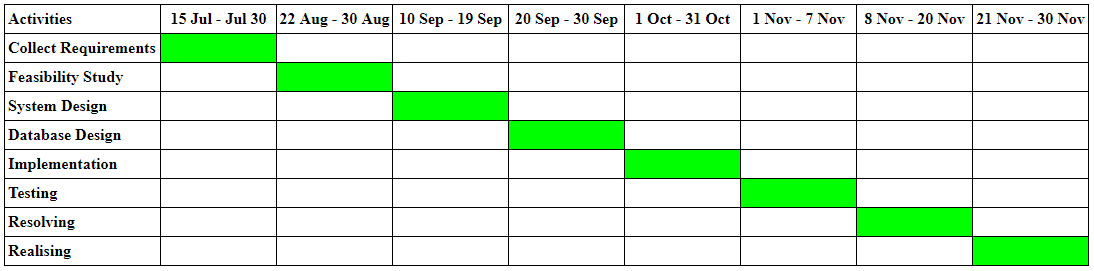 Activities 15 Jul - Jul 30 22 Aug - 30 Aug 10 Sep - 19 Sep 20 Sep - 30 Sep 1 Oct - 31 Oct 1 Nov - 7 Nov 8 Nov - 20 Nov 21 Nov - 30 Nov
Collect Requirements
Feasibility Study
System Design
Database Design
Implementation
Testing
Resolving
Realising